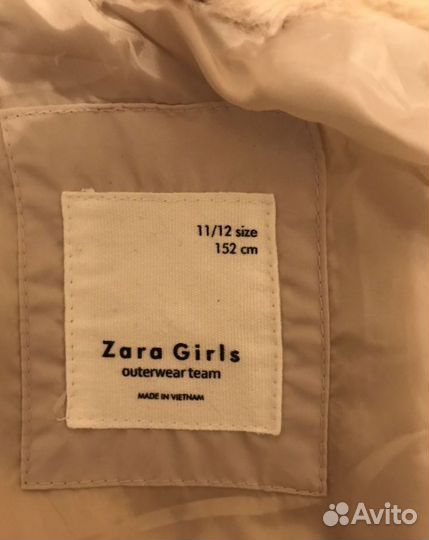 11/12 size
152 cm
Zara Girls
outerwear team
MADE IN VIETNAM
Avito